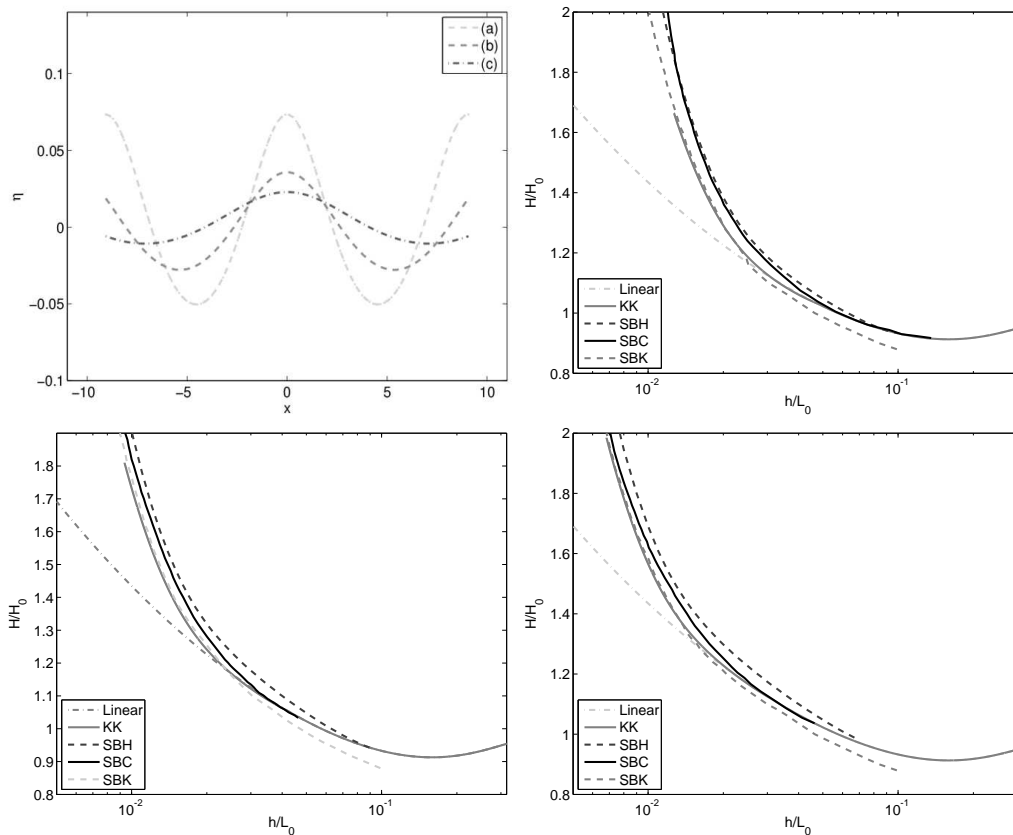 (a)
(b)
(c)
0.1
0.05
0
−0.05
−0.1
η
−10
−5
0
5
10
x
2
1.8
1.6
1.4
1.2
1
0.8
H/H0
Linear
KK
SBH
SBC
SBK
10−2
10−1
h/L0
1.8
1.7
1.6
1.5
1.4
1.3
1.2
1.1
1
0.9
0.8
H/H0
Linear
KK
SBH
SBC
SBK
10−2
10−1
h/L0
2
1.8
1.6
1.4
1.2
1
0.8
H/H0
Linear
KK
SBH
SBC
SBK
10−2
10−1
h/L0